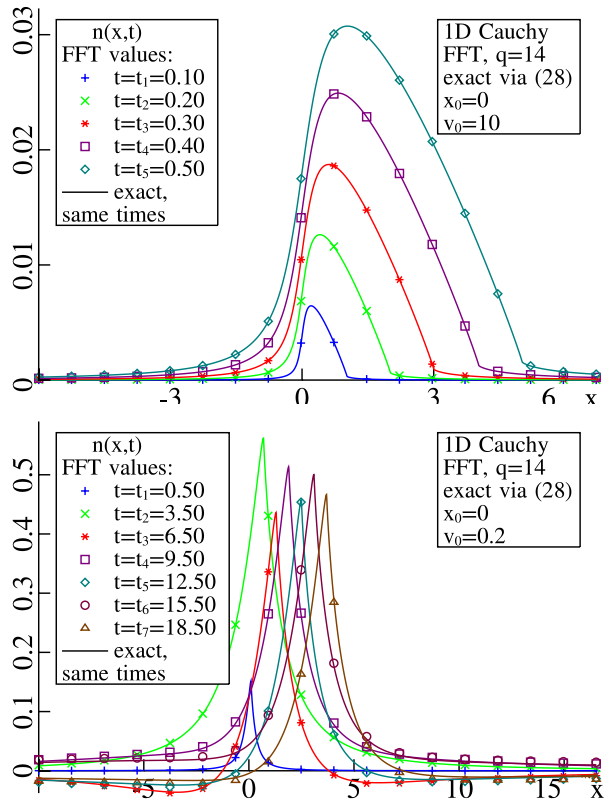 n(x,t)
FFT values:
t=t₁=0.10
t=t₂=0.20
t=t₃=0.30
t=t₄=0.40
t=t₅=0.50
exact,
same times
1D Cauchy
FFT, q=14
exact via (28)
x₀=0
v₀=10
0.03
0.02
0.01
0
-3
0
3
6
x
n(x,t)
FFT values:
t=t₁=0.50
t=t₂=3.50
t=t₃=6.50
t=t₄=9.50
t=t₅=12.50
t=t₆=15.50
t=t₇=18.50
exact,
same times
1D Cauchy
FFT, q=14
exact via (28)
x₀=0
v₀=0.2
0.5
0.4
0.3
0.2
0.1
0
-5
0
5
10
15
x